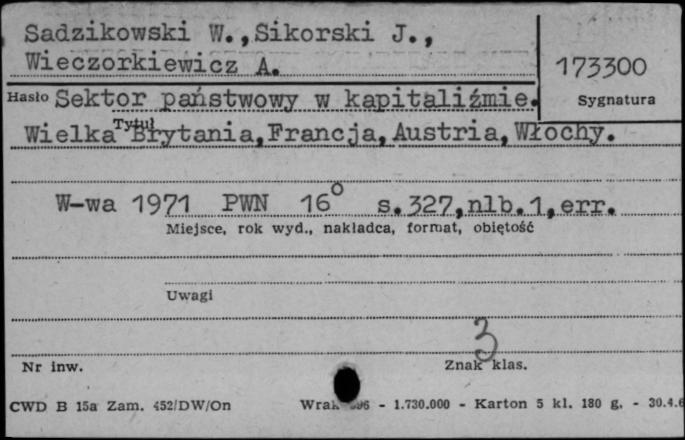 Sadzikowski W.,Sikorski J.,
Wieczorkiewicz A.
173300
Sygnatura
Hasło Sektor państwowy w kapitaliźmie.
Tytuł
Wielka Brytania,Francja,Austria,Włochy.
W-wa 1971 PWN 16° s.327,nlb.1,err.
Miejsce, rok wyd., nakładca, format, objętość
Uwagi
3
Nr inw.
Znak klas.
CWD B 15a Zam. 452/DW/On - 1.730.000 - Karton 5 kl. 180 g. - 30.4.6